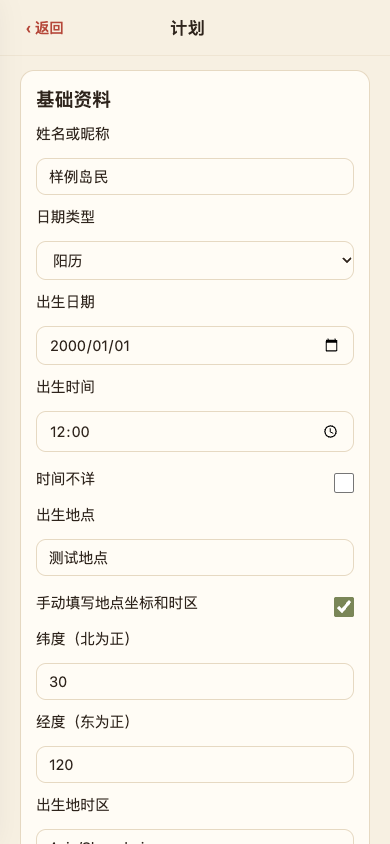 ‹ 返回
计划
基础资料
姓名或昵称
样例岛民
日期类型
阳历
出生日期
2000/01/01
出生时间
12:00
时间不详
出生地点
测试地点
手动填写地点坐标和时区
纬度（北为正）
30
经度（东为正）
120
出生地时区